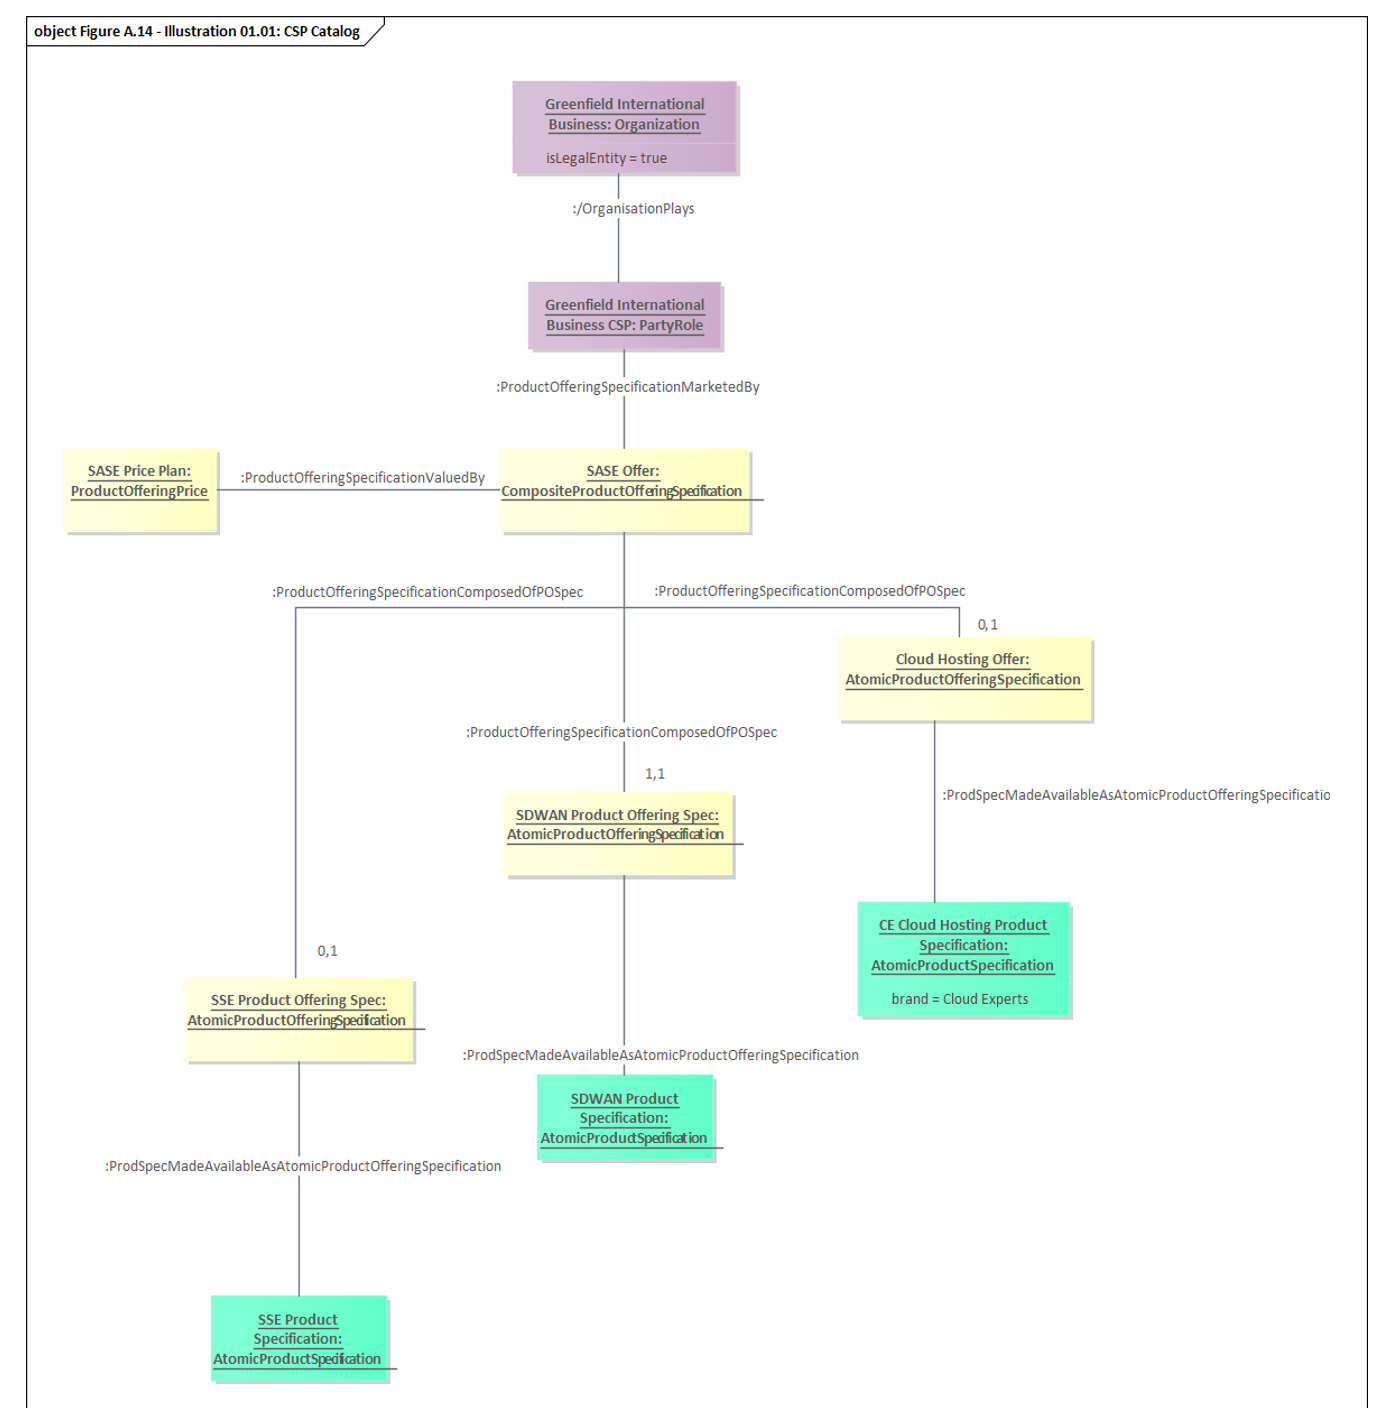 object Figure A.14 - Illustration 01.01: CSP Catalog
Greenfield International
Business: Organization
isLegalEntity = true
:/OrganisationPlays
Greenfield International
Business CSP: PartyRole
:ProductOfferingSpecificationMarketedBy
SASE Price Plan:
ProductOfferingPrice
:ProductOfferingSpecificationValuedBy
SASE Offer:
CompositeProductOfferingSpecification
:ProductOfferingSpecificationComposedOfPOSpec
:ProductOfferingSpecificationComposedOfPOSpec
0,1
Cloud Hosting Offer:
AtomicProductOfferingSpecification
:ProductOfferingSpecificationComposedOfPOSpec
1,1
:ProdSpecMadeAvailableAsAtomicProductOfferingSpecificatio
SDWAN Product Offering Spec:
AtomicProductOfferingSpecification
CE Cloud Hosting Product
Specification:
AtomicProductSpecification
brand = Cloud Experts
0,1
SSE Product Offering Spec:
AtomicProductOfferingSpecification
:ProdSpecMadeAvailableAsAtomicProductOfferingSpecification
SDWAN Product
Specification:
AtomicProductSpecification
:ProdSpecMadeAvailableAsAtomicProductOfferingSpecification
SSE Product
Specification:
AtomicProductSpecification